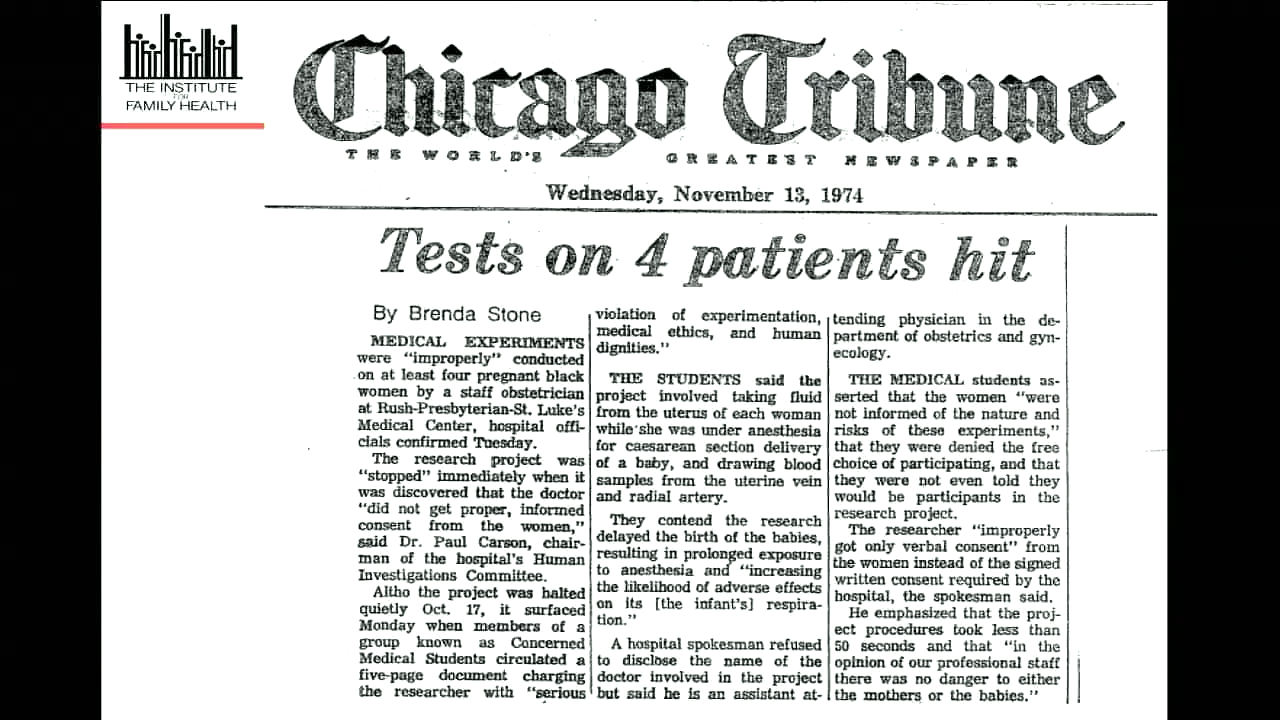 THE INSTITUTE
FOR
FAMILY HEALTH
Chicago Tribune
THE WORLD'S GREATEST NEWSPAPER
Wednesday, November 13, 1974
Tests on 4 patients hit
By Brenda Stone
MEDICAL EXPERIMENTS
were "improperly" conducted
on at least four pregnant black
women by a staff obstetrician
at Rush-Presbyterian-St. Luke's
Medical Center, hospital offi-
cials confirmed Tuesday.
The research project was
"stopped" immediately when it
was discovered that the doctor
"did not get proper, informed
consent from the women,"
said Dr. Paul Carson, chair-
man of the hospital's Human
Investigations Committee.
Altho the project was halted
quietly Oct. 17, it surfaced
Monday when members of a
group known as Concerned
Medical Students circulated a
five-page document charging
the researcher with "serious
violation of experimentation,
medical ethics, and human
dignities."
THE STUDENTS said the
project involved taking fluid
from the uterus of each woman
while she was under anesthesia
for caesarean section delivery
of a baby, and drawing blood
samples from the uterine vein
and radial artery.
They contend the research
delayed the birth of the babies,
resulting in prolonged exposure
to anesthesia and "increasing
the likelihood of adverse effects
on its [the infant's] respira-
tion."
A hospital spokesman refused
to disclose the name of the
doctor involved in the project
but said he is an assistant at-
tending physician in the de-
partment of obstetrics and gyn-
ecology.
THE MEDICAL students as-
serted that the women "were
not informed of the nature and
risks of these experiments,"
that they were denied the free
choice of participating, and that
they were not even told they
would be participants in the
research project.
The researcher "improperly
got only verbal consent" from
the women instead of the signed
written consent required by the
hospital, the spokesman said.
He emphasized that the proj-
ect procedures took less than
50 seconds and that "in the
opinion of our professional staff
there was no danger to either
the mothers or the babies."